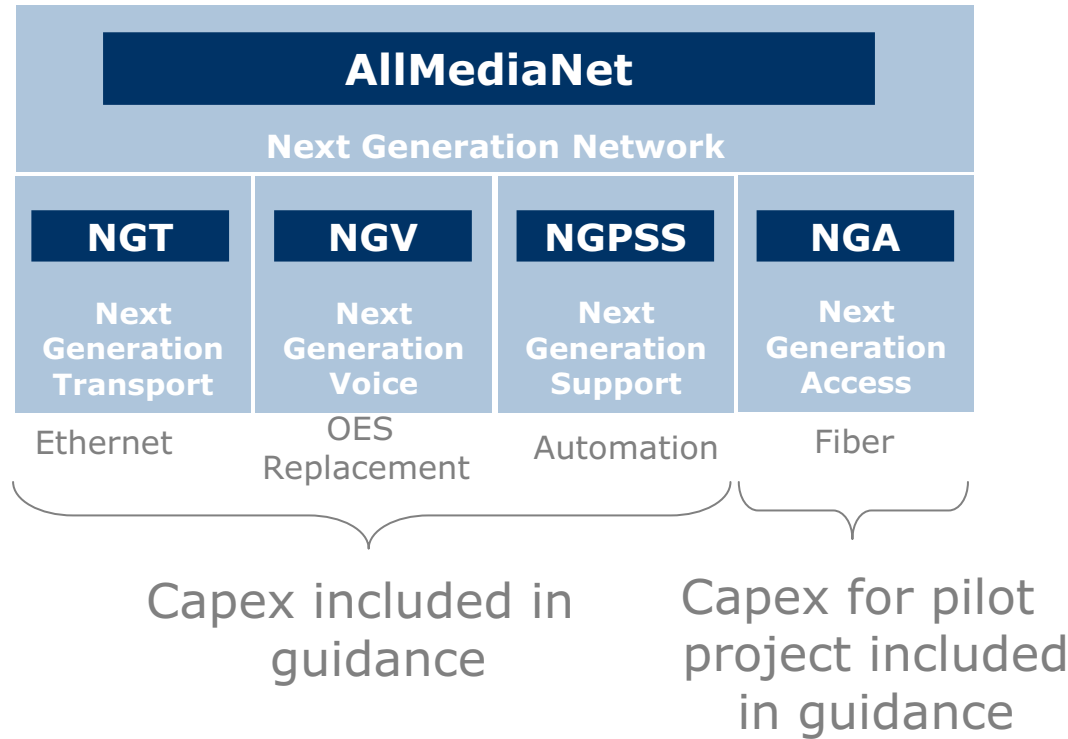 AllMediaNet
Next Generation Network
NGT
NGV
NGPSS
NGA
Next
Generation
Transport
Next
Generation
Voice
Next
Generation
Support
Next
Generation
Access
Ethernet
OES
Replacement
Automation
Fiber
Capex included in
guidance
Capex for pilot
project included
in guidance